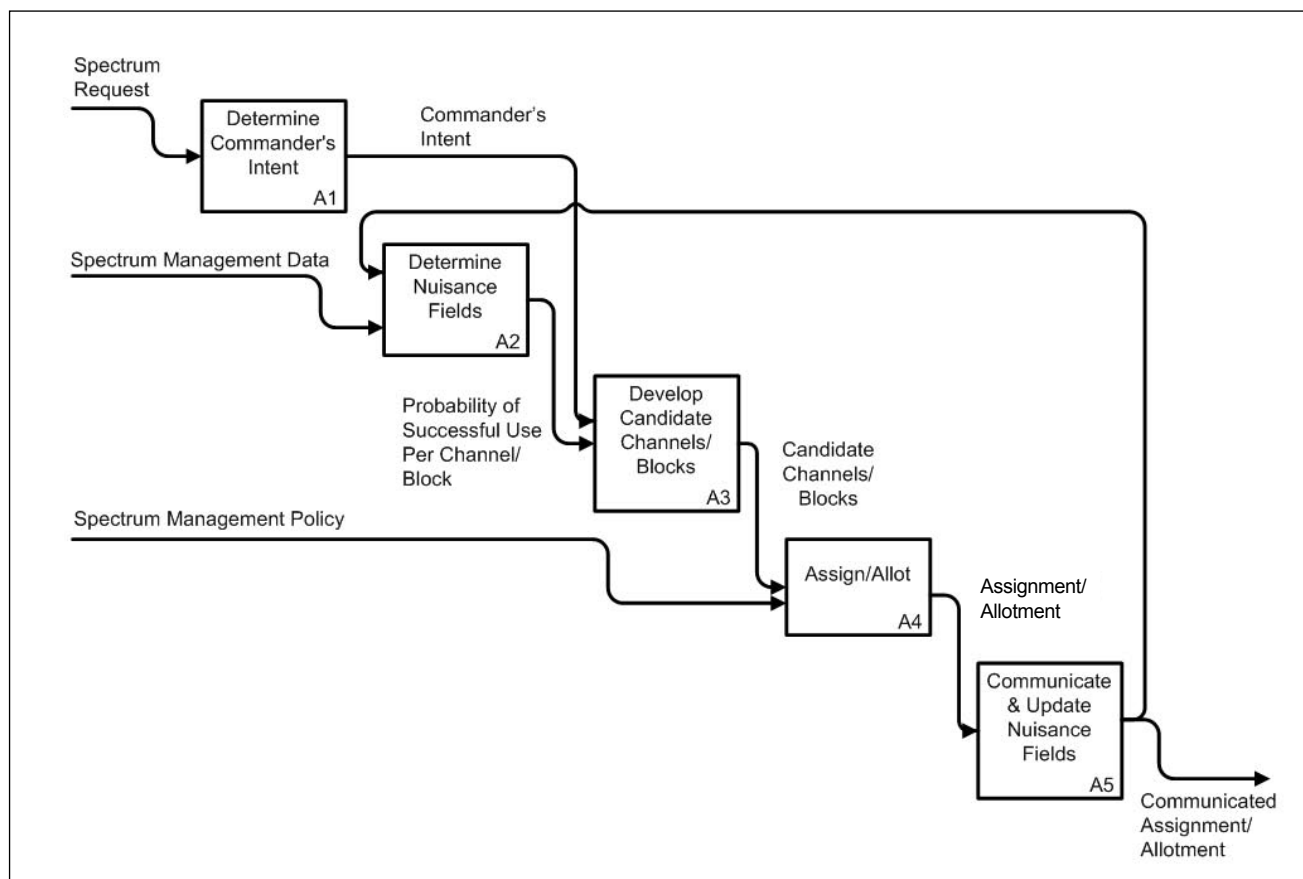 Spectrum
Request
Determine
Commander's
Intent
A1
Commander's
Intent
Spectrum Management Data
Determine
Nuisance
Fields
A2
Probability of
Successful Use
Per Channel/
Block
Develop
Candidate
Channels/
Blocks
A3
Candidate
Channels/
Blocks
Spectrum Management Policy
Assign/Allot
A4
Assignment/
Allotment
Communicate
& Update
Nuisance
Fields
A5
Communicated
Assignment/
Allotment